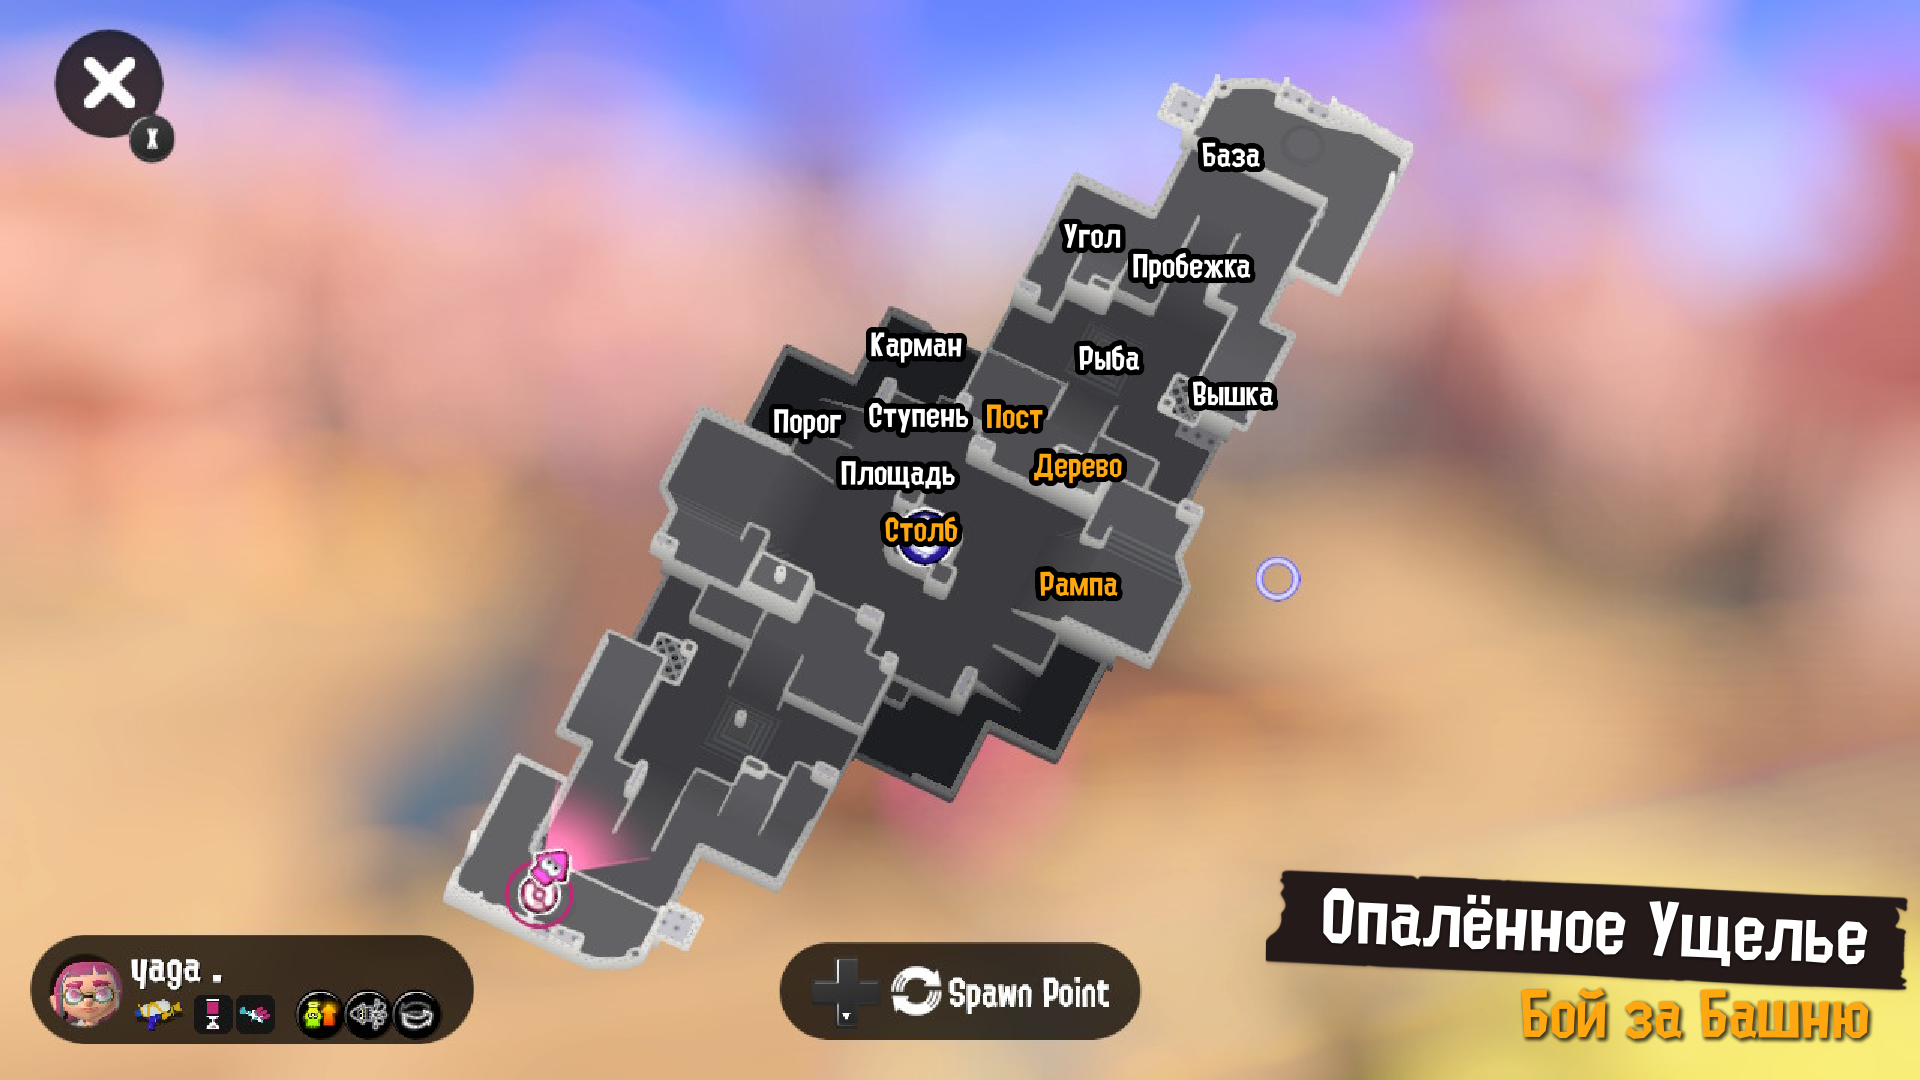 X
База
Угол
Пробежка
Карман
Рыба
Вышка
Порог
Ступень
Пост
Площадь
Дерево
Столб
Рампа
yaga .
Spawn Point
Опалённое Ущелье
Бой за Башню